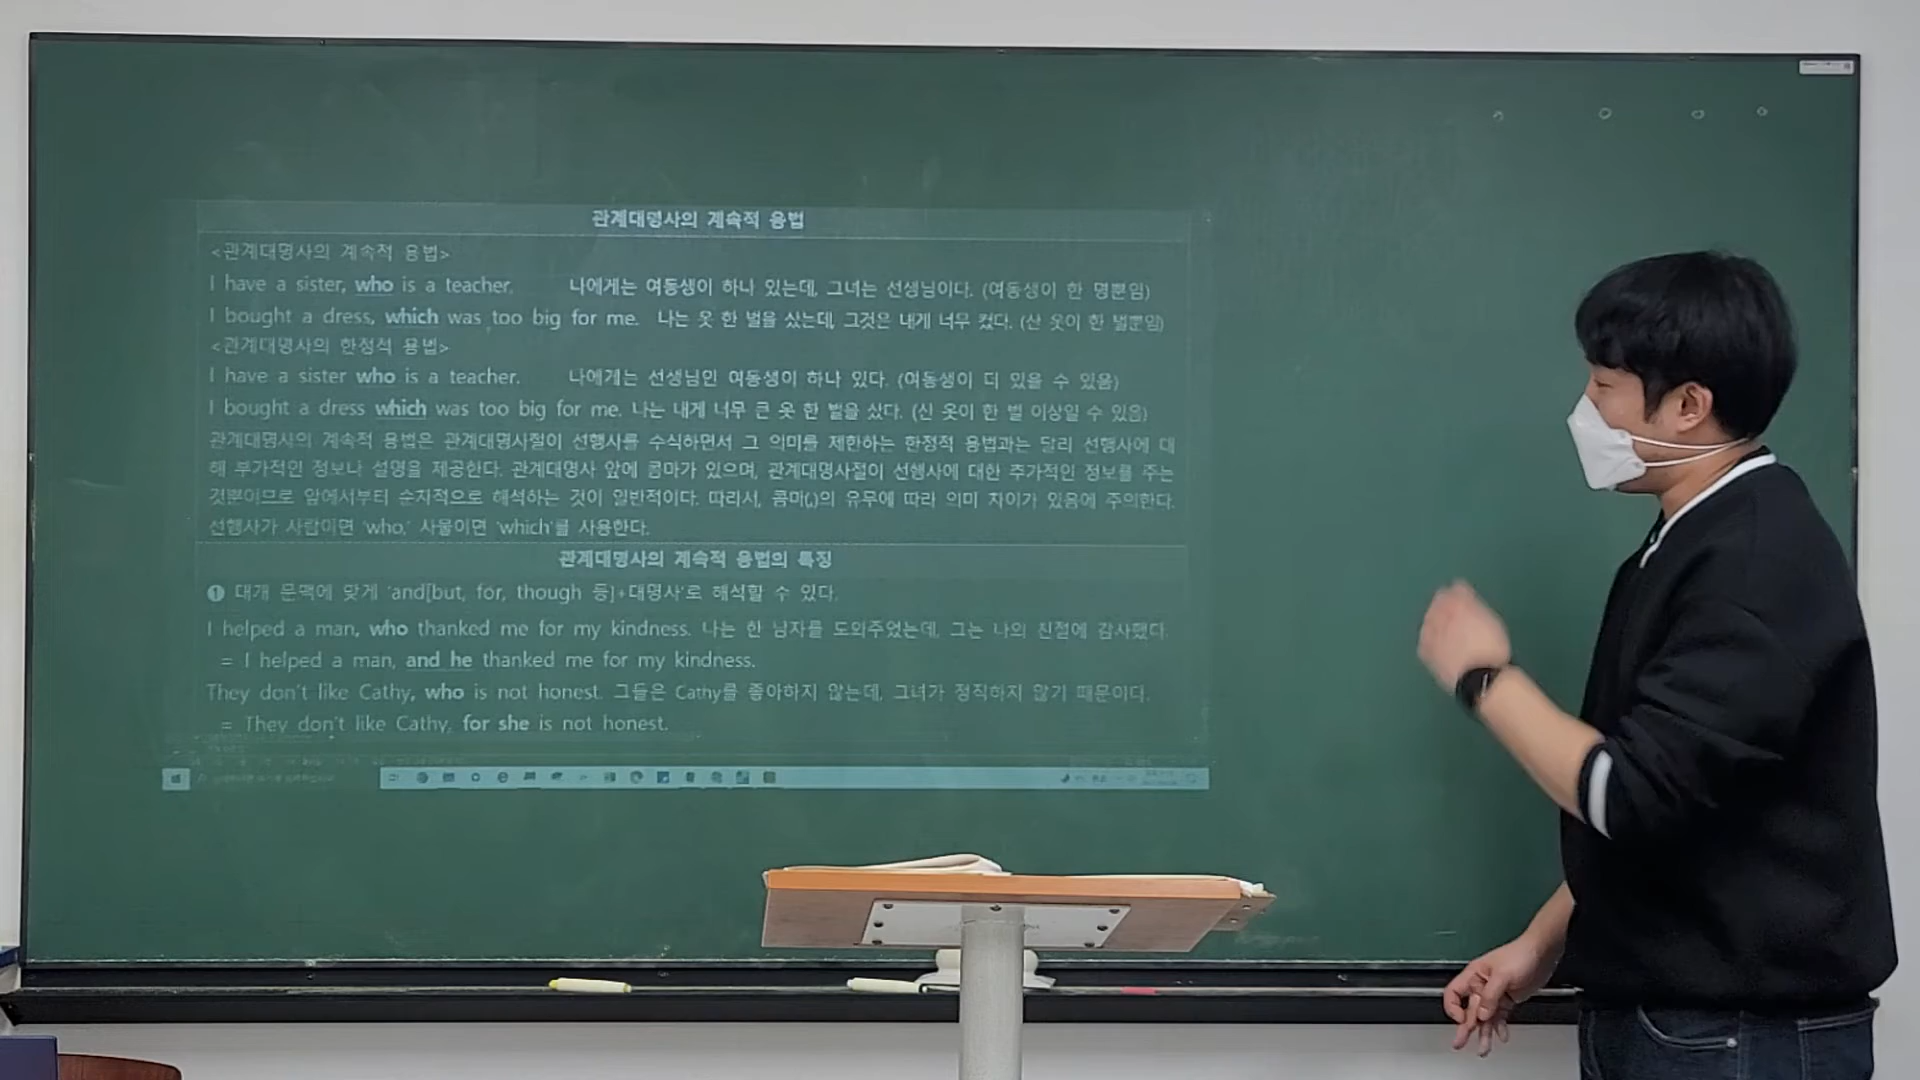 관계대명사의 계속적 용법
<관계대명사의 계속적 용법>
I have a sister, who is a teacher. 나에게는 여동생이 하나 있는데, 그녀는 선생님이다. (여동생이 한 명뿐임)
I bought a dress, which was too big for me. 나는 옷 한 벌을 샀는데, 그것은 내게 너무 컸다. (산 옷이 한 벌뿐임)
<관계대명사의 한정적 용법>
I have a sister who is a teacher. 나에게는 선생님인 여동생이 하나 있다. (여동생이 더 있을 수 있음)
I bought a dress which was too big for me. 나는 내게 너무 큰 옷 한 벌을 샀다. (산 옷이 한 벌 이상일 수 있음)
관계대명사의 계속적 용법은 관계대명사절이 선행사를 수식하면서 그 의미를 제한하는 한정적 용법과는 달리 선행사에 대
해 부가적인 정보나 설명을 제공한다. 관계대명사 앞에 콤마가 있으며, 관계대명사절이 선행사에 대한 추가적인 정보를 주는
것뿐이므로 앞에서부터 순차적으로 해석하는 것이 일반적이다. 따라서, 콤마(,)의 유무에 따라 의미 차이가 있음에 주의한다.
선행사가 사람이면 'who,' 사물이면 'which'를 사용한다.
관계대명사의 계속적 용법의 특징
❶ 대개 문맥에 맞게 'and[but, for, though 등]+대명사'로 해석할 수 있다.
I helped a man, who thanked me for my kindness. 나는 한 남자를 도와주었는데, 그는 나의 친절에 감사했다.
= I helped a man, and he thanked me for my kindness.
They don't like Cathy, who is not honest. 그들은 Cathy를 좋아하지 않는데, 그녀가 정직하지 않기 때문이다.
= They don't like Cathy, for she is not honest.